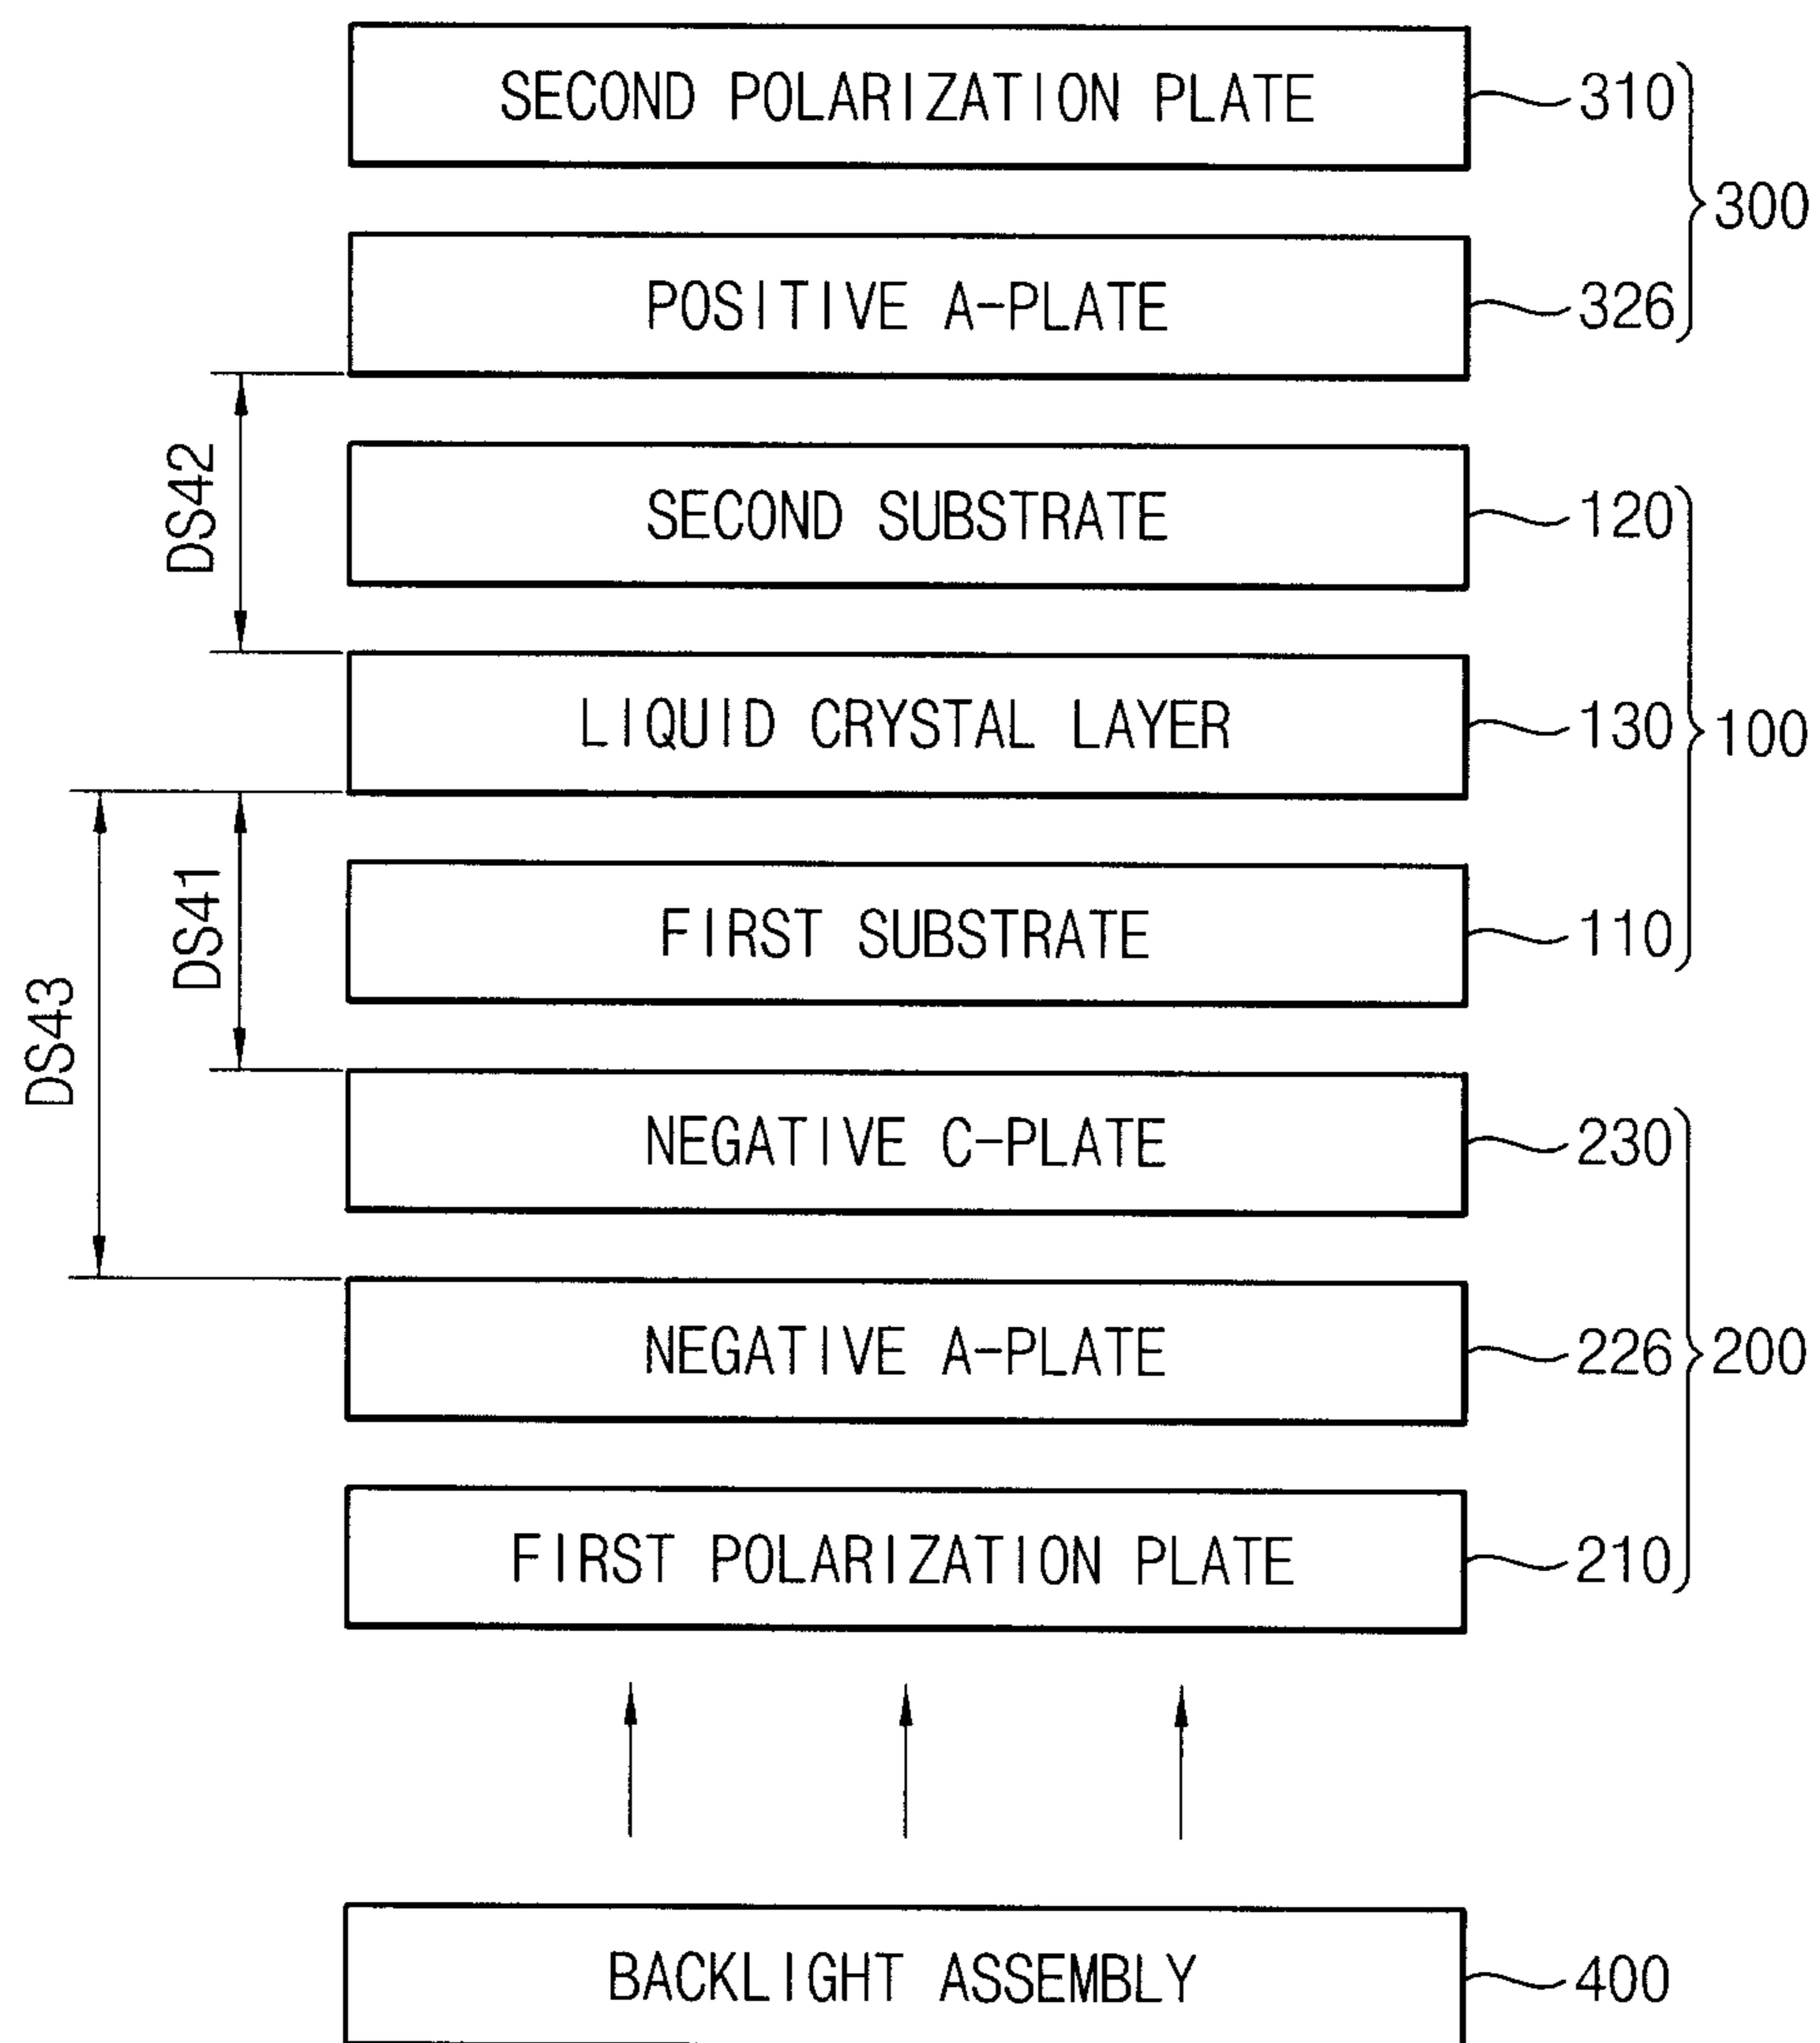 SECOND POLARIZATION PLATE 310
300
POSITIVE A-PLATE 326
DS42
SECOND SUBSTRATE 120
LIQUID CRYSTAL LAYER 130 100
DS41
FIRST SUBSTRATE 110
DS43
NEGATIVE C-PLATE 230
NEGATIVE A-PLATE 226 200
FIRST POLARIZATION PLATE 210
BACKLIGHT ASSEMBLY 400